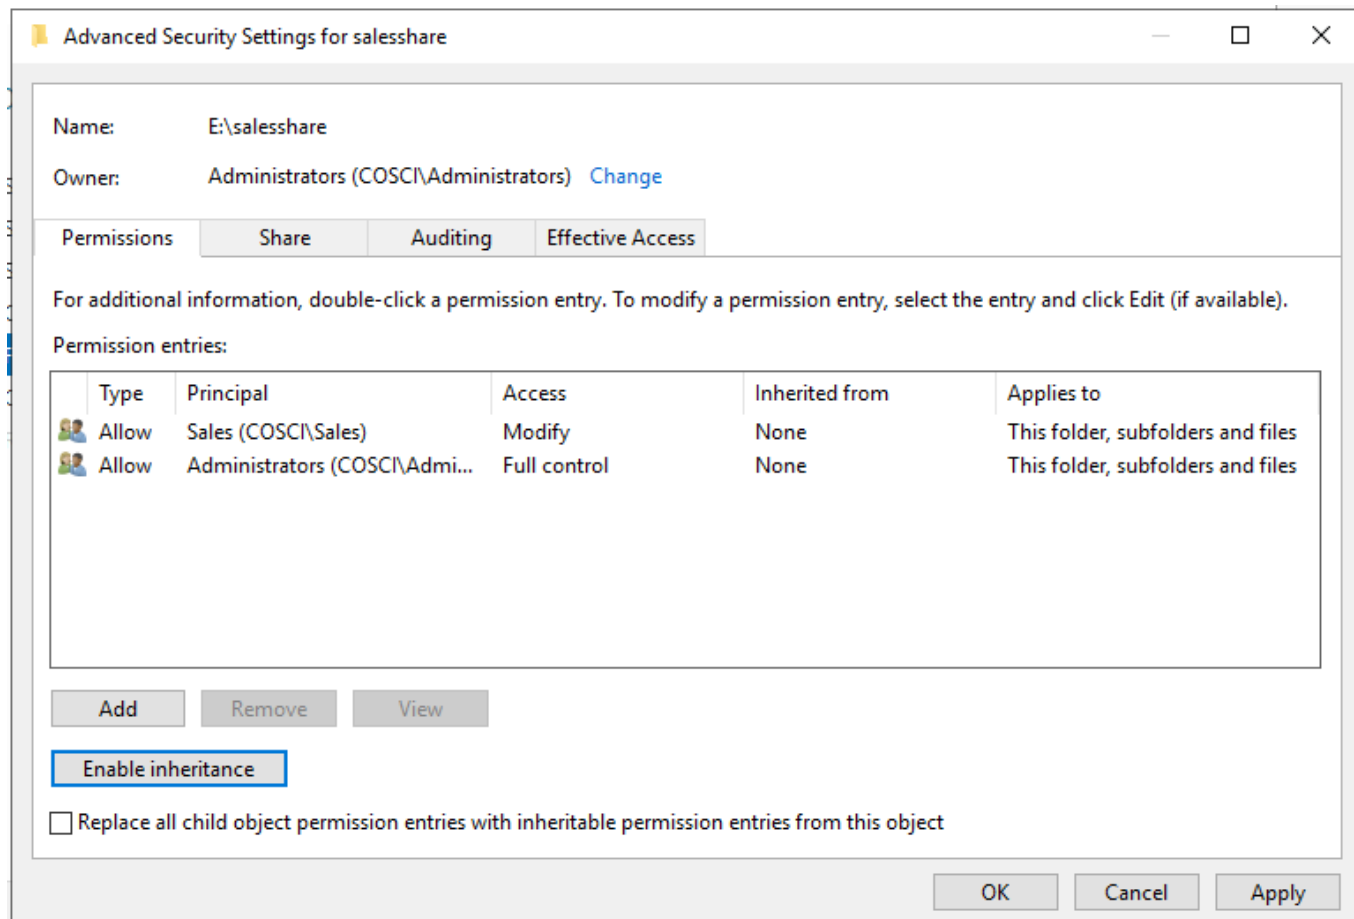 Advanced Security Settings for salesshare
Name: E:\salesshare
Owner: Administrators (COSCI\Administrators) Change
Permissions Share Auditing Effective Access
For additional information, double-click a permission entry. To modify a permission entry, select the entry and click Edit (if available).
Permission entries:
Type Principal Access Inherited from Applies to
Allow Sales (COSCI\Sales) Modify None This folder, subfolders and files
Allow Administrators (COSCI\Admi... Full control None This folder, subfolders and files
Add Remove View
Enable inheritance
Replace all child object permission entries with inheritable permission entries from this object
OK Cancel Apply